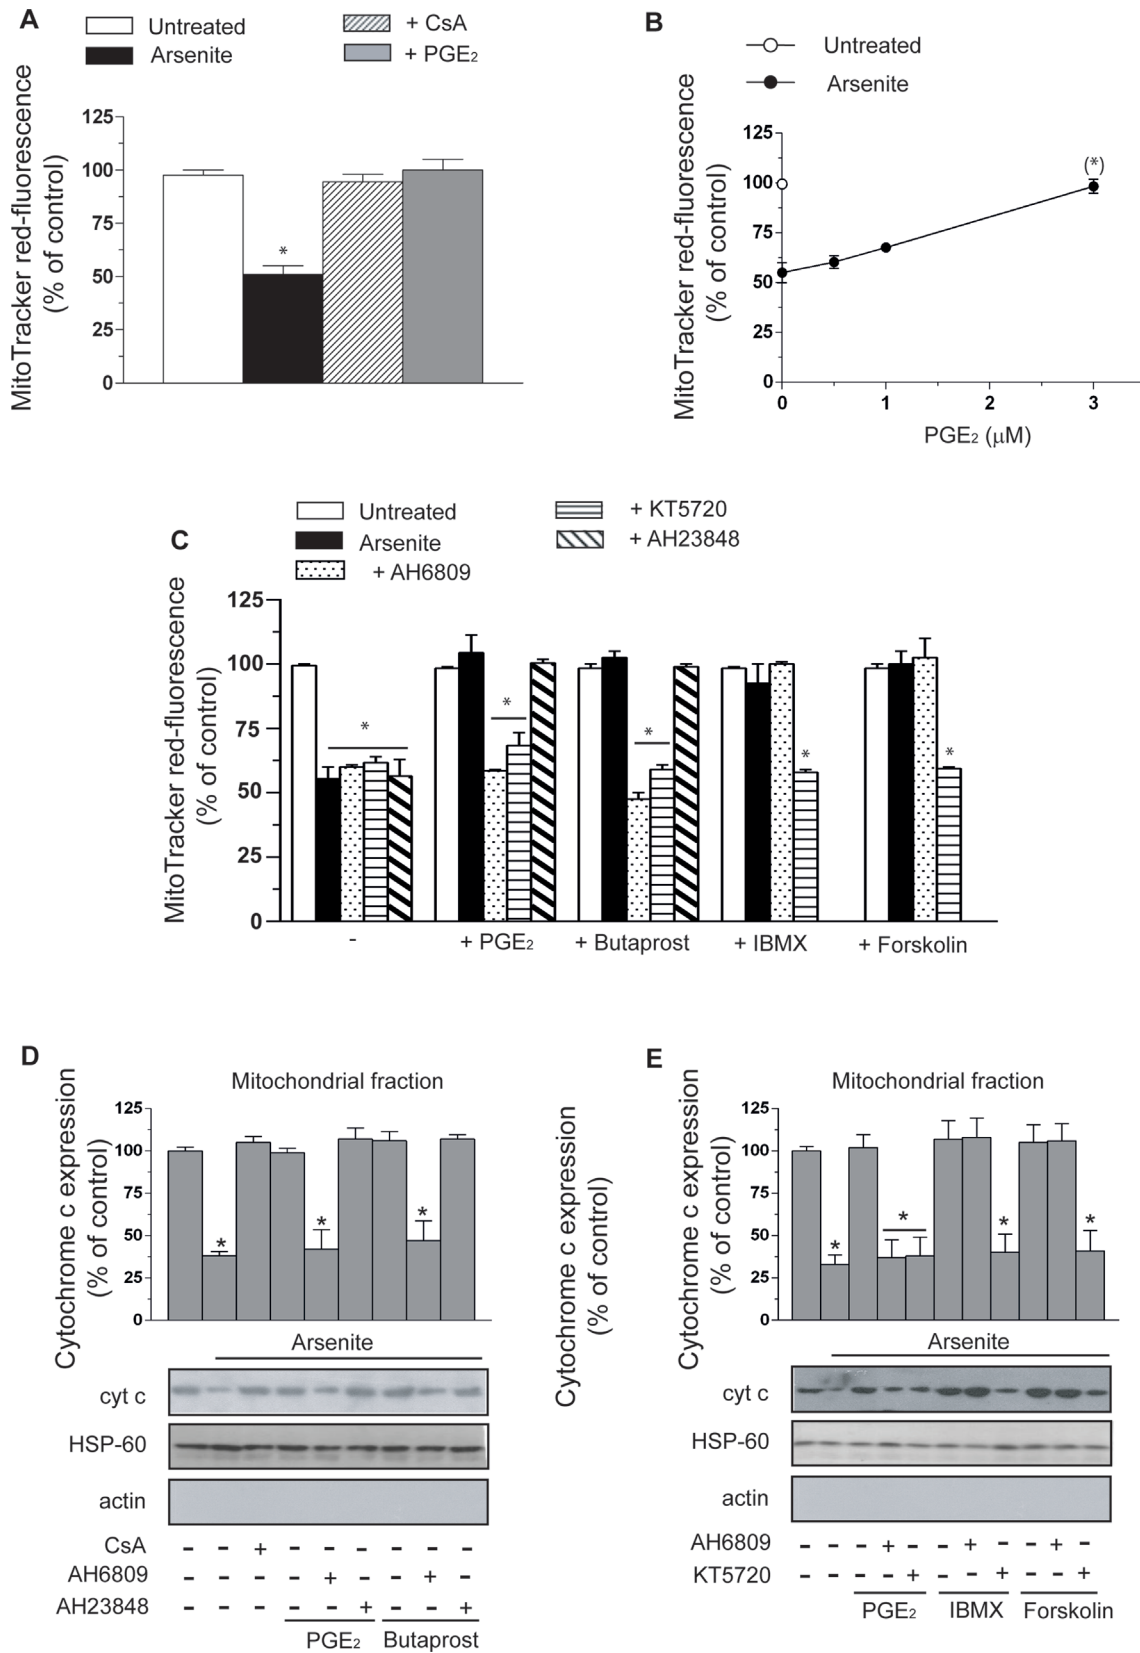 A
Untreated
Arsenite
+ CsA
+ PGE2
MitoTracker red-fluorescence
(% of control)
125
100
75
50
25
0
*
B
Untreated
Arsenite
MitoTracker red-fluorescence
(% of control)
125
100
75
50
25
0
(*)
0 1 2 3
PGE2 (μM)
C
Untreated
Arsenite
+ AH6809
+ KT5720
+ AH23848
MitoTracker red-fluorescence
(% of control)
125
100
75
50
25
0
* * * * *
- + PGE2 + Butaprost + IBMX + Forskolin
D
Mitochondrial fraction
Cytochrome c expression
(% of control)
125
100
75
50
25
0
* * *
Arsenite
cyt c
HSP-60
actin
CsA - - + - - - - - -
AH6809 - - - - + - - + -
AH23848 - - - - - + - - +
PGE2 Butaprost
Cytochrome c expression
(% of control)
E
Mitochondrial fraction
Cytochrome c expression
(% of control)
125
100
75
50
25
0
* * * *
Arsenite
cyt c
HSP-60
actin
AH6809 - - - + - - + - - + -
KT5720 - - - - + - - + - - +
PGE2 IBMX Forskolin